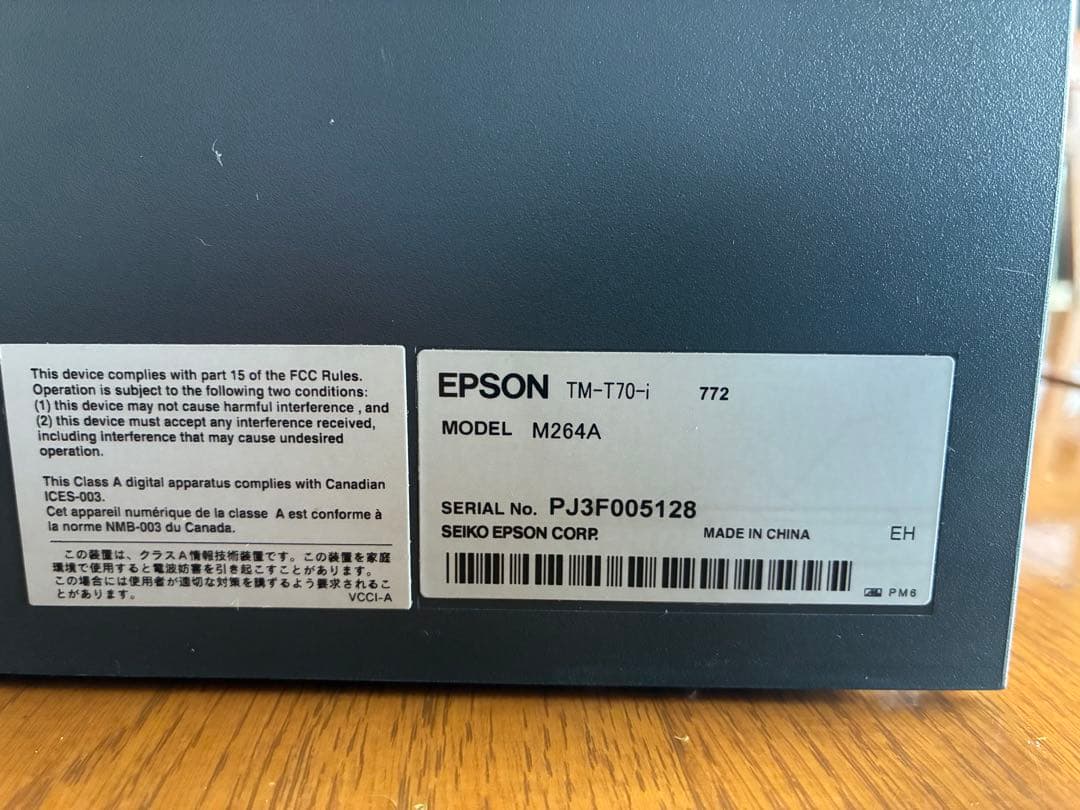 This device complies with part 15 of the FCC Rules.
Operation is subject to the following two conditions:
(1) this device may not cause harmful interference , and
(2) this device must accept any interference received,
including interference that may cause undesired
operation.
This Class A digital apparatus complies with Canadian
ICES-003.
Cet appareil numérique de la classe A est conforme à
la norme NMB-003 du Canada.
この装置は、クラスA情報技術装置です。この装置を家庭
環境で使用すると電波妨害を引き起こすことがあります。
この場合には使用者が適切な対策を講ずるよう要求されるこ
とがあります。
VCCI-A
EPSON TM-T70-i 772
MODEL M264A
SERIAL No. PJ3F005128
SEIKO EPSON CORP. MADE IN CHINA EH
PM6